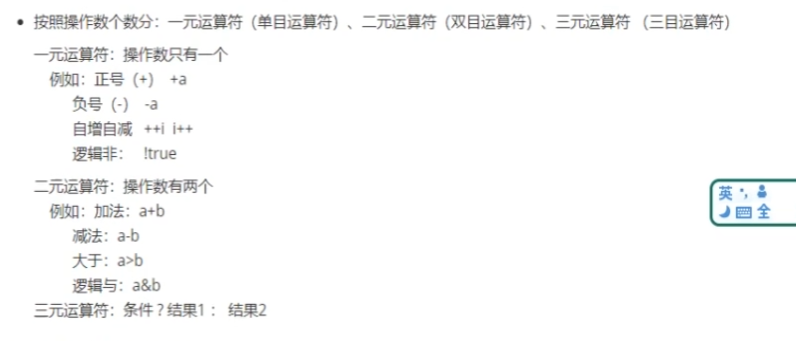 • 按照操作数个数分：一元运算符（单目运算符）、二元运算符（双目运算符）、三元运算符 （三目运算符）
一元运算符：操作数只有一个
例如：正号（+） +a
负号（-） -a
自增自减 ++i i++
逻辑非： !true
二元运算符：操作数有两个
例如：加法：a+b
减法：a-b
大于：a>b
逻辑与：a&b
三元运算符：条件 ? 结果1 ： 结果2
英 •,
全